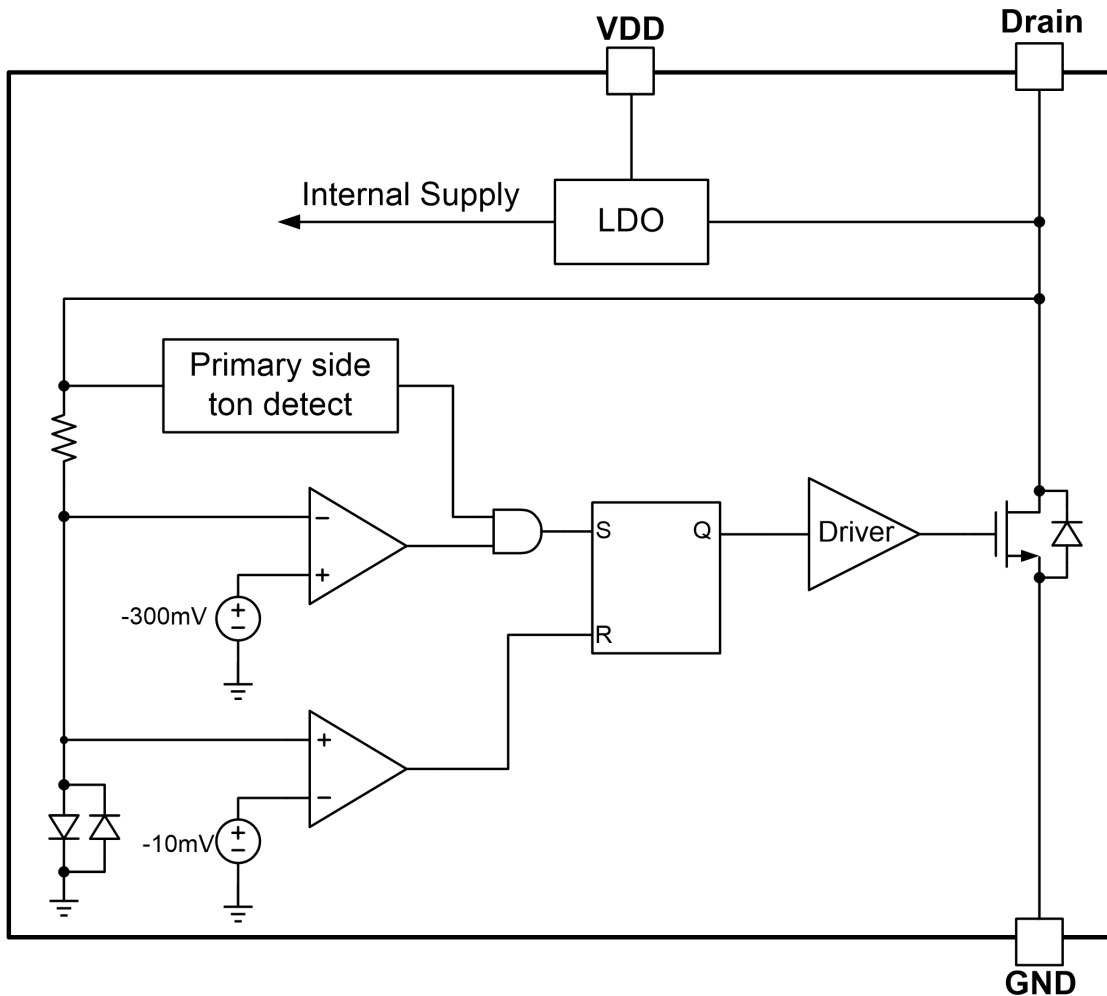 VDD
Drain
Internal Supply
LDO
Primary side
ton detect
−
+
-300mV
+
−
S
Q
R
Driver
+
−
-10mV
+
−
GND